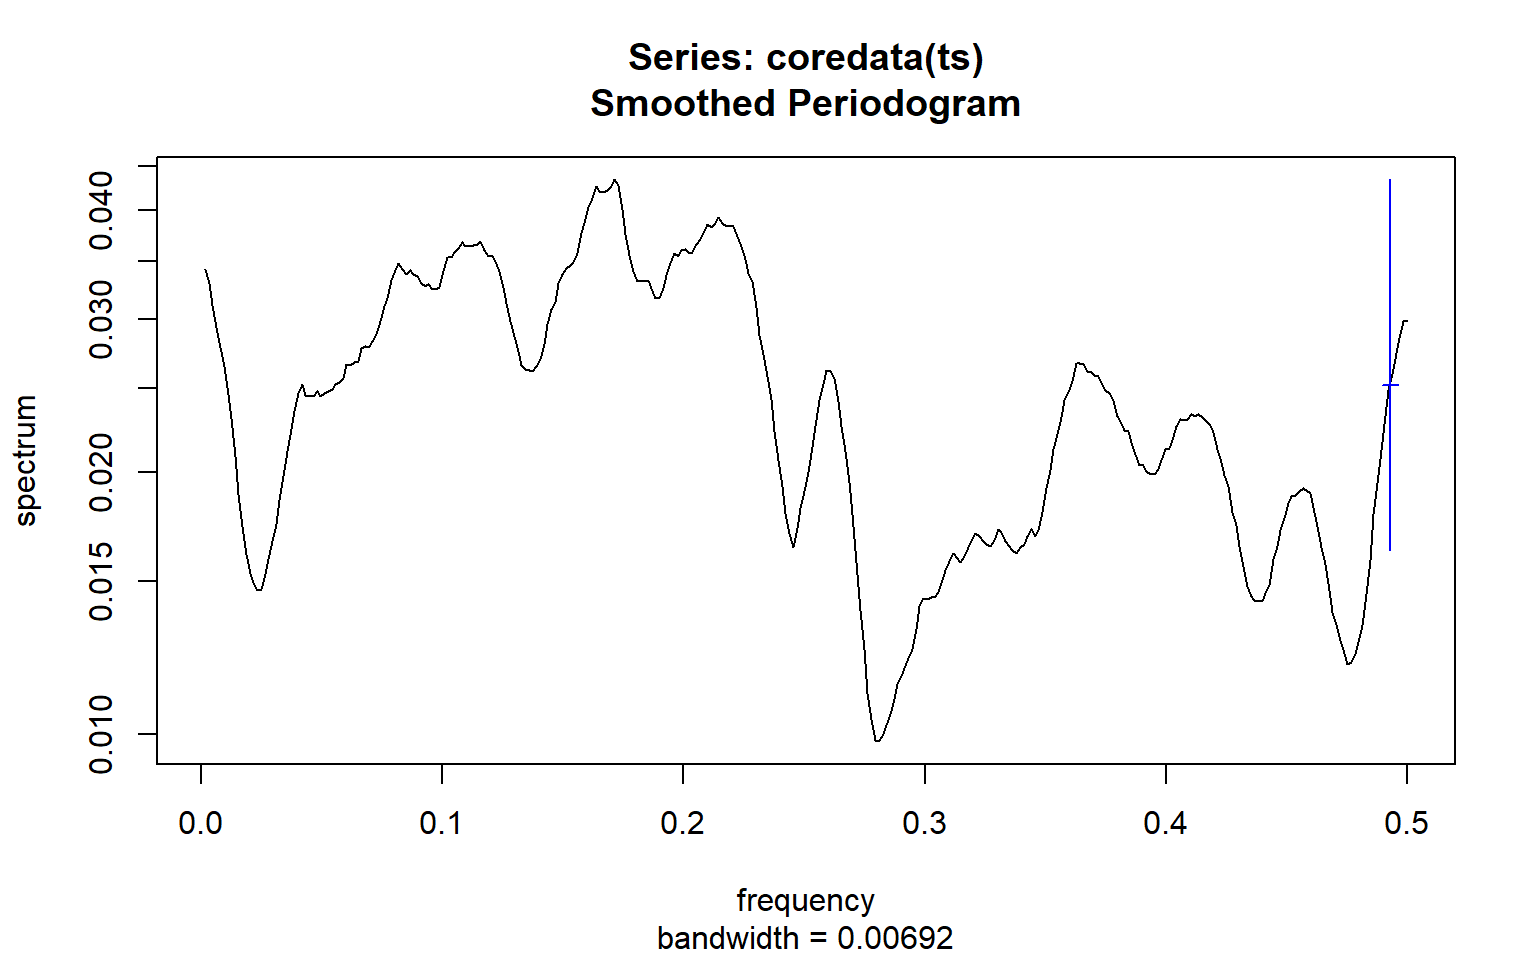 Series: coredata(ts)
Smoothed Periodogram
spectrum
0.040
0.030
0.020
0.015
0.010
0.0 0.1 0.2 0.3 0.4 0.5
frequency
bandwidth = 0.00692